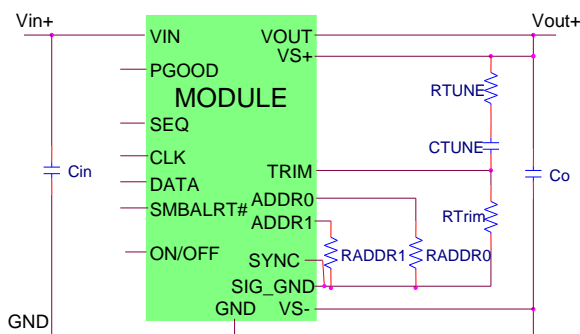 Vin+
Vout+
VIN
VOUT
VS+
PGOOD
RTUNE
MODULE
SEQ
CTUNE
CLK
TRIM
Cin
Co
DATA
ADDR0
SMBALRT#
RTrim
ADDR1
ON/OFF
RADDR1
RADDR0
SYNC
SIG_GND
GND
GND
VS-